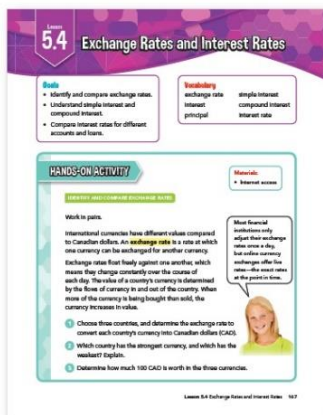 Lesson
5.4 Exchange Rates and Interest Rates
Goals
• Identify and compare exchange rates.
• Understand simple interest and
compound interest.
• Compare interest rates for different
accounts and loans.
Vocabulary
exchange rate simple interest
interest compound interest
principal interest rate
HANDS-ON ACTIVITY
Materials
• Internet access
IDENTIFY AND COMPARE EXCHANGE RATES
Work in pairs.
International currencies have different values compared
to Canadian dollars. An exchange rate is a rate at which
one currency can be exchanged for another currency.
Exchange rates float freely against one another, which
means they change constantly over the course of
each day. The value of a country's currency is determined
by the flows of currency in and out of the country. When
more of the currency is being bought than sold, the
currency increases in value.
Most financial
institutions only
adjust their exchange
rates once a day,
but online currency
exchanges offer live
rates—the exact rates
at the point in time.
1 Choose three countries, and determine the exchange rate to
convert each country's currency into Canadian dollars (CAD).
2 Which country has the strongest currency, and which has the
weakest? Explain.
3 Determine how much 100 CAD is worth in the three currencies.
Lesson 5.4 Exchange Rates and Interest Rates 167